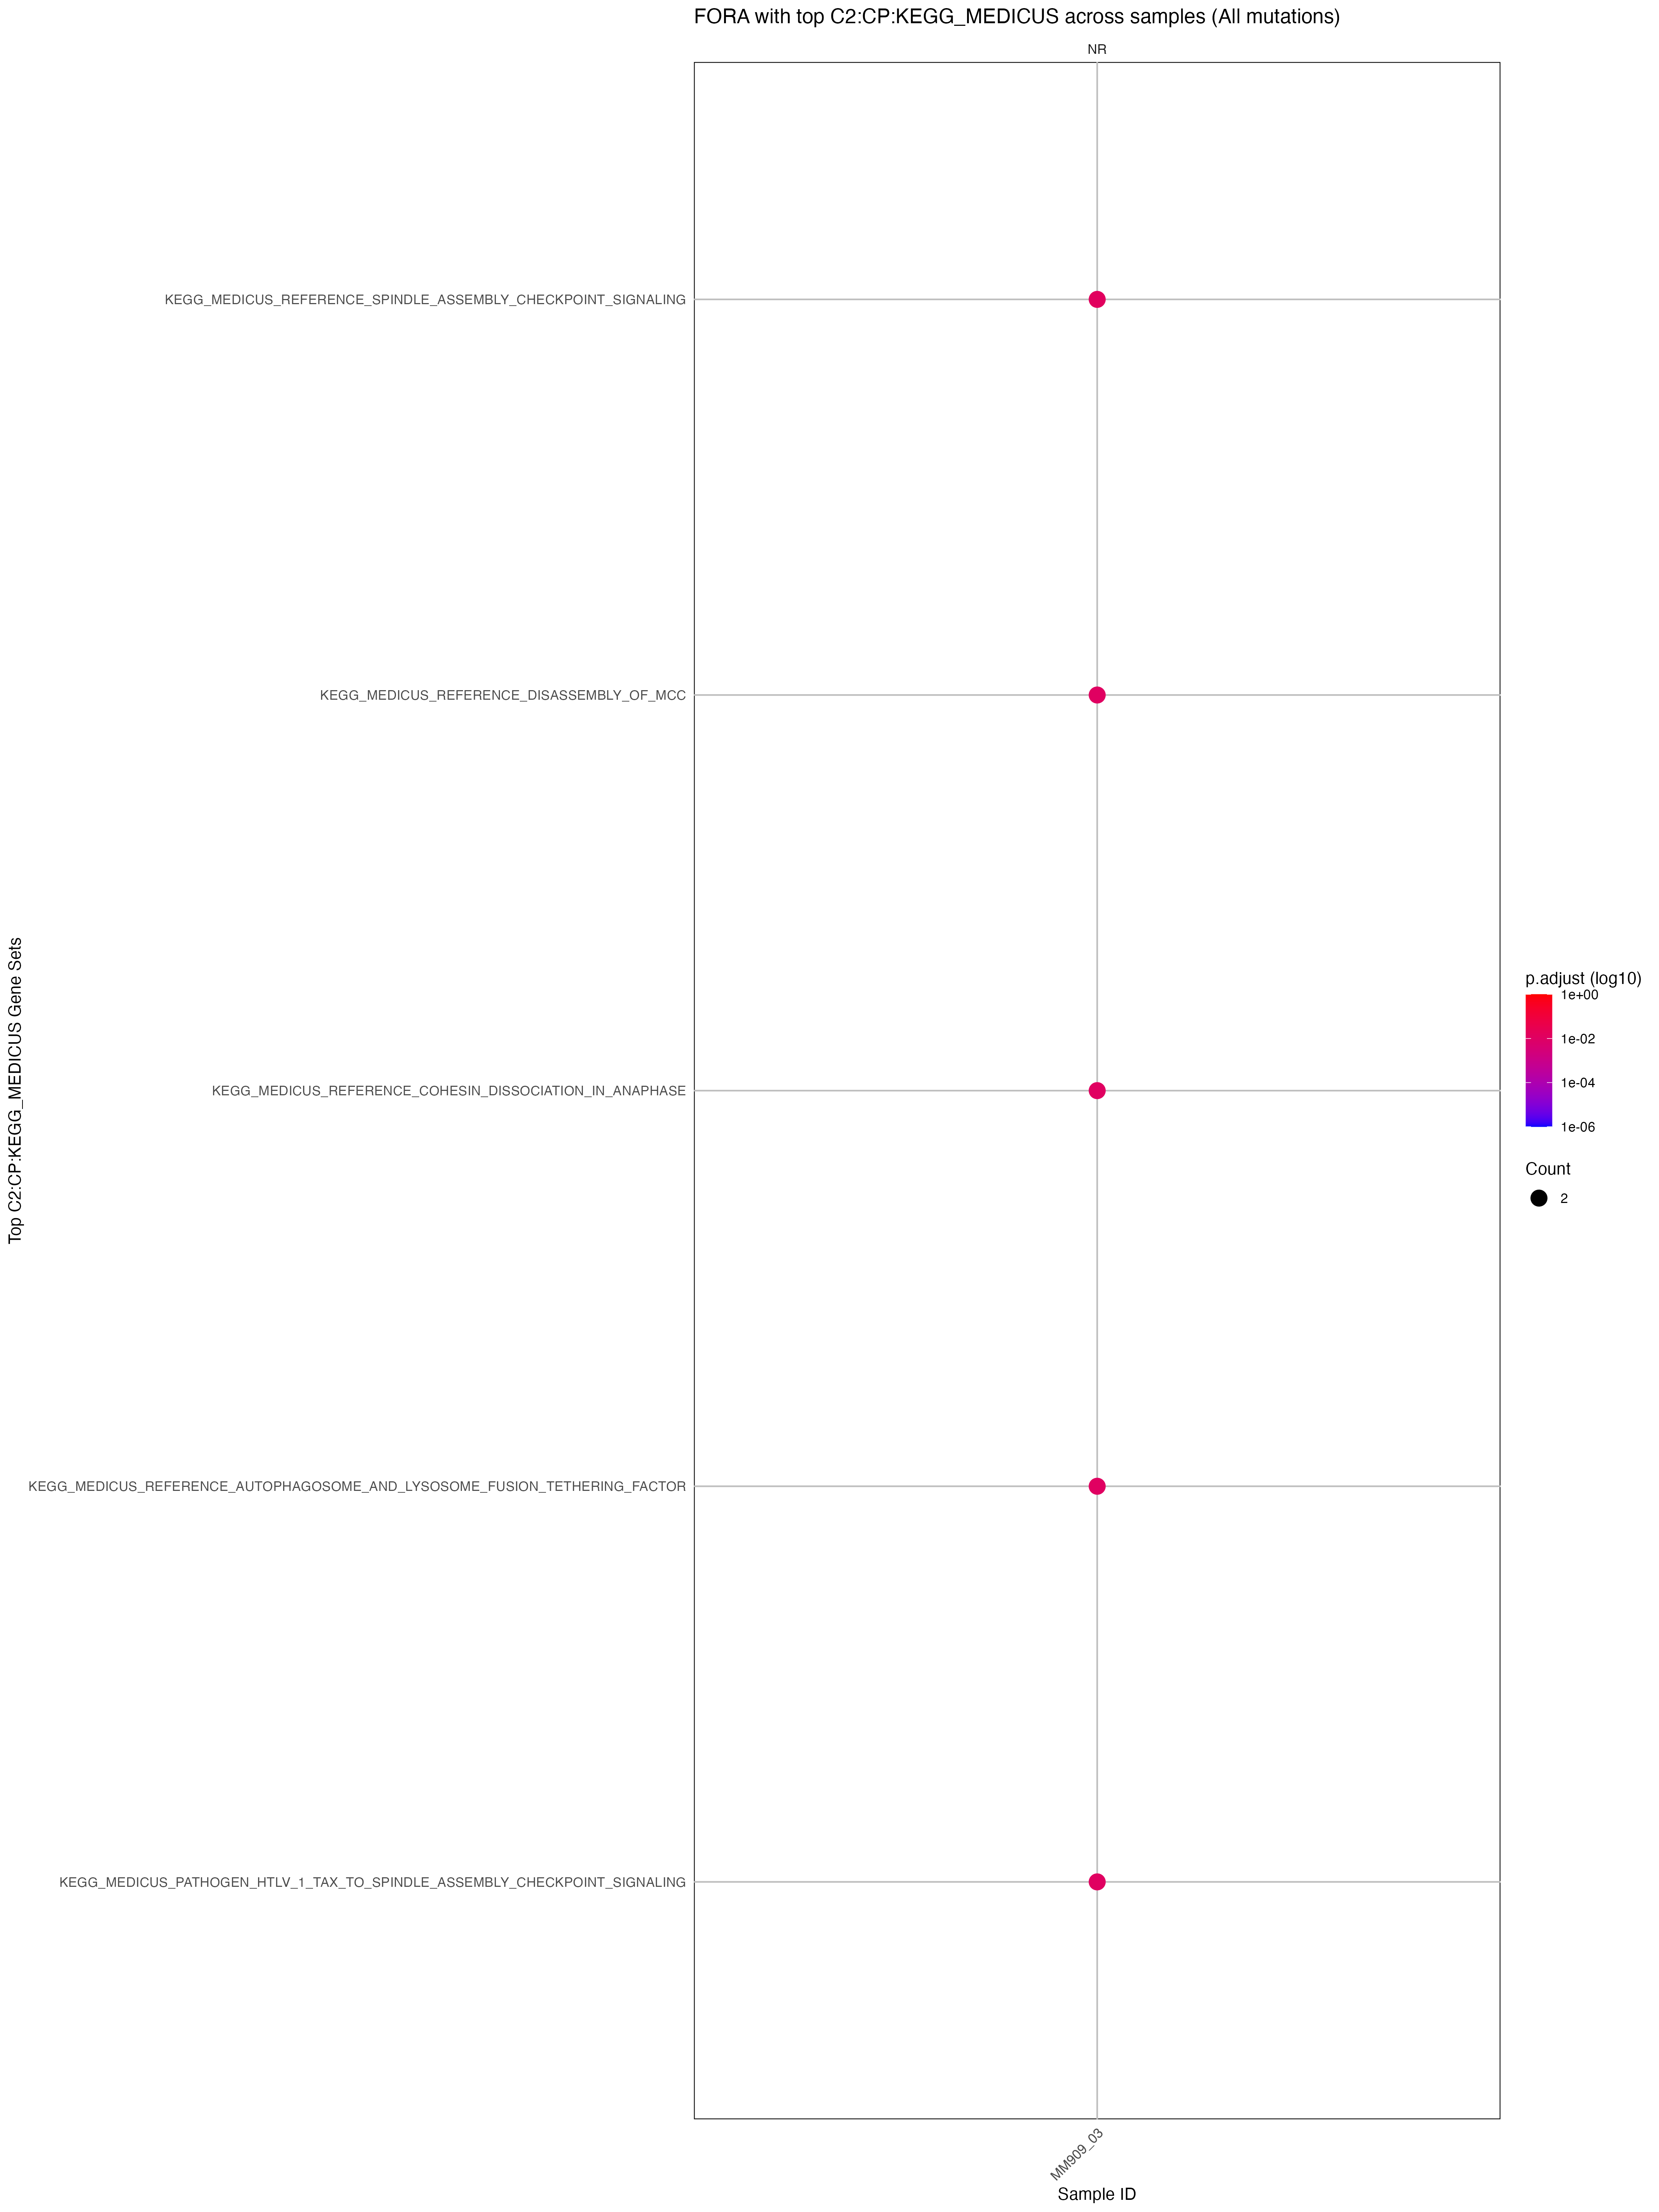 FORA with top C2:CP:KEGG_MEDICUS across samples (All mutations)
NR
KEGG_MEDICUS_REFERENCE_SPINDLE_ASSEMBLY_CHECKPOINT_SIGNALING
KEGG_MEDICUS_REFERENCE_DISASSEMBLY_OF_MCC
KEGG_MEDICUS_REFERENCE_COHESIN_DISSOCIATION_IN_ANAPHASE
KEGG_MEDICUS_REFERENCE_AUTOPHAGOSOME_AND_LYSOSOME_FUSION_TETHERING_FACTOR
KEGG_MEDICUS_PATHOGEN_HTLV_1_TAX_TO_SPINDLE_ASSEMBLY_CHECKPOINT_SIGNALING
Top C2:CP:KEGG_MEDICUS Gene Sets
MM909_03
Sample ID
p.adjust (log10)
1e+00
1e-02
1e-04
1e-06
Count
2